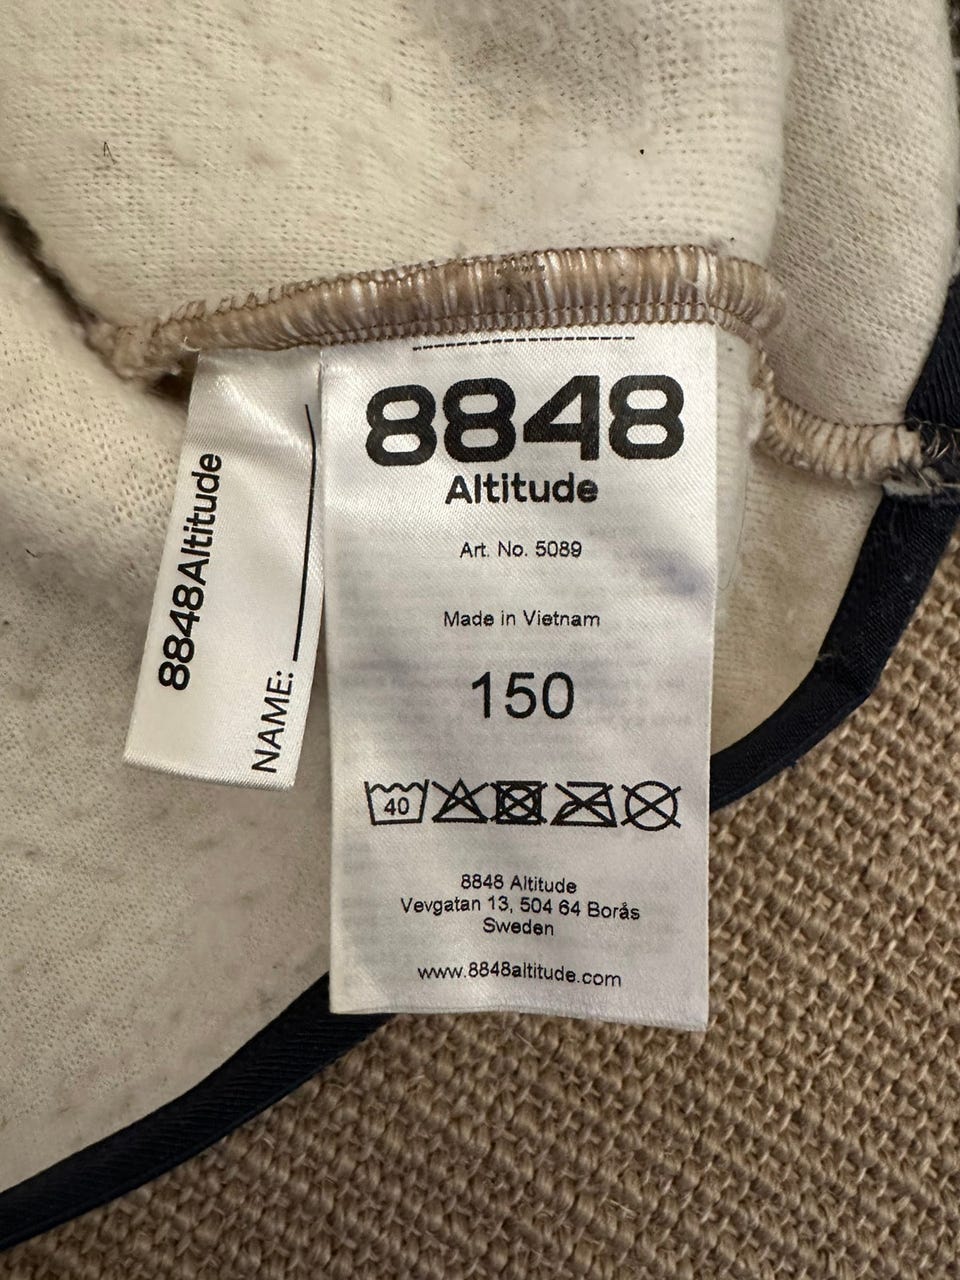 8848Altitude
NAME:
8848
Altitude
Art. No. 5089
Made in Vietnam
150
40
8848 Altitude
Vevgatan 13, 504 64 Borås
Sweden
www.8848altitude.com